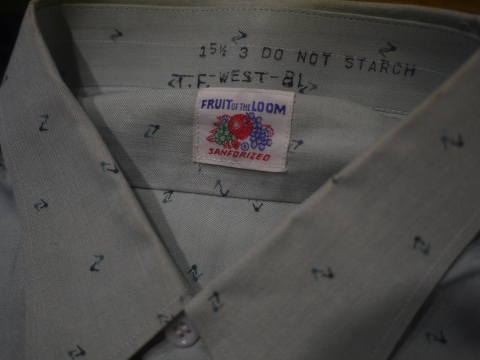 15½ 3 DO NOT STARCH
T.F-WEST-81
FRUIT OF THE LOOM
SANFORIZED